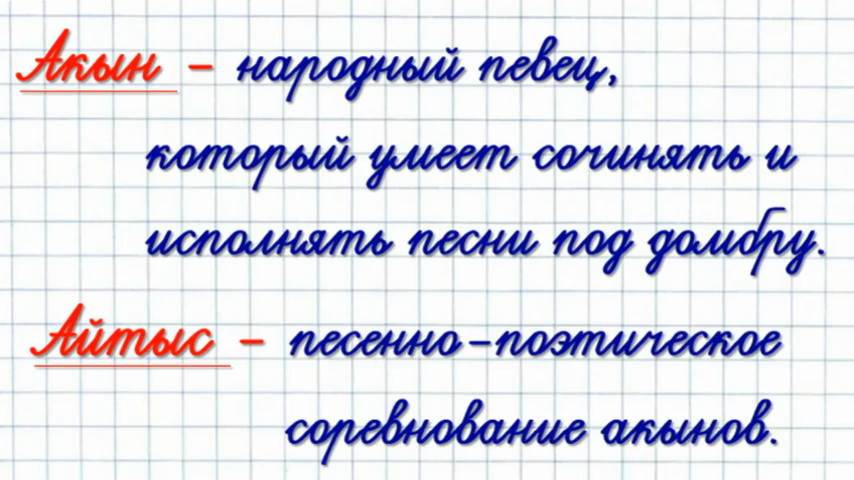 Акын – народный певец,
который умеет сочинять и
исполнять песни под домбру.
Айтыс – песенно-поэтическое
соревнование акынов.